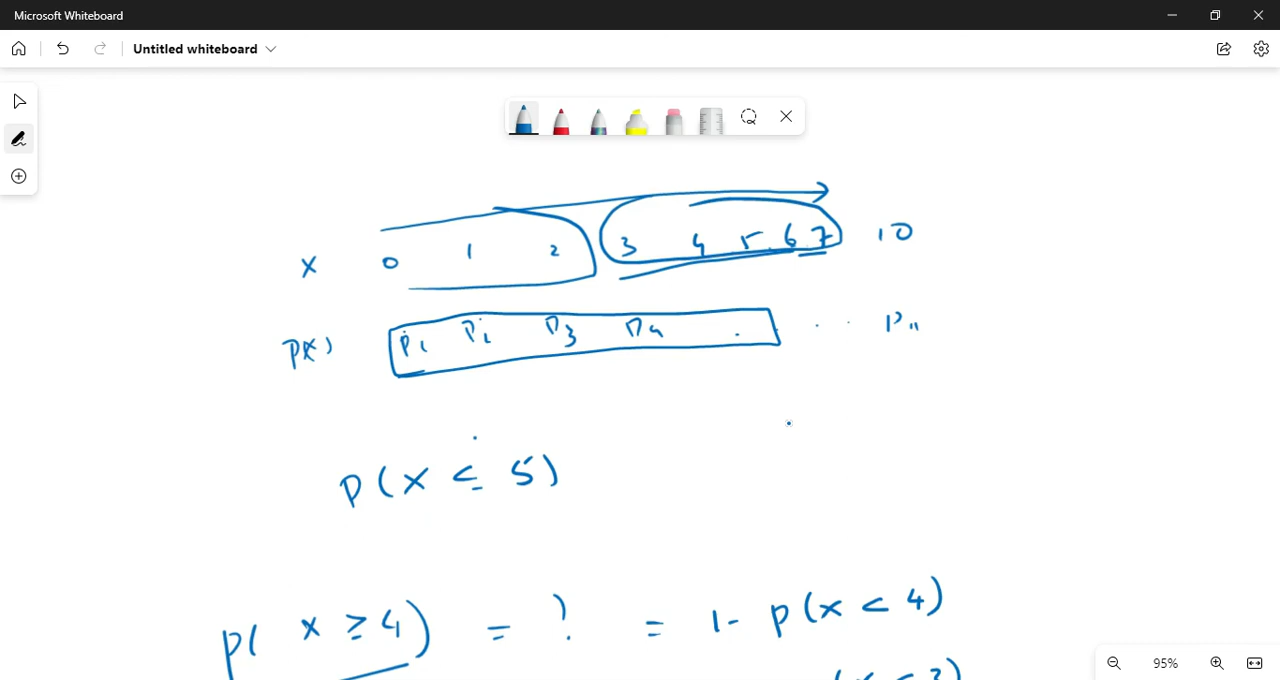 Microsoft Whiteboard
Untitled whiteboard
x 0 1 2 3 4 5 6 7 10
p(x) p1 p2 p3 p4 . . . p11
p(x ≤ 5)
p( x ≥ 4) = ? = 1- p(x < 4)
95%